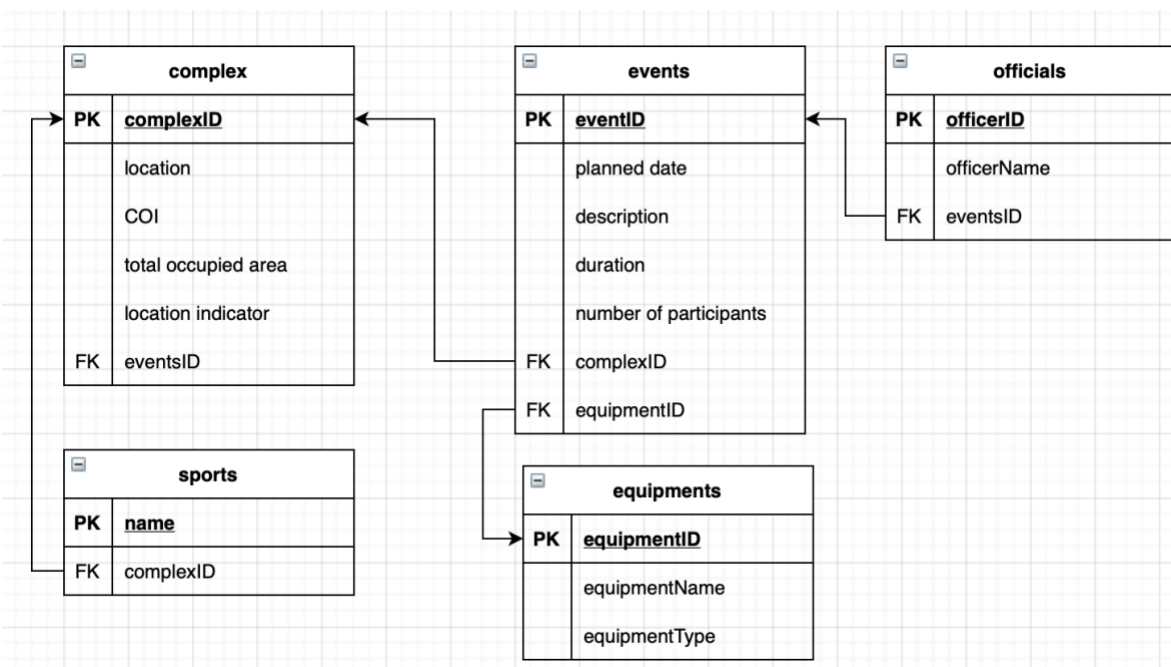 complex
PK complexID
location
COI
total occupied area
location indicator
FK eventsID
events
PK eventID
planned date
description
duration
number of participants
FK complexID
FK equipmentID
officials
PK officerID
officerName
FK eventsID
sports
PK name
FK complexID
equipments
PK equipmentID
equipmentName
equipmentType